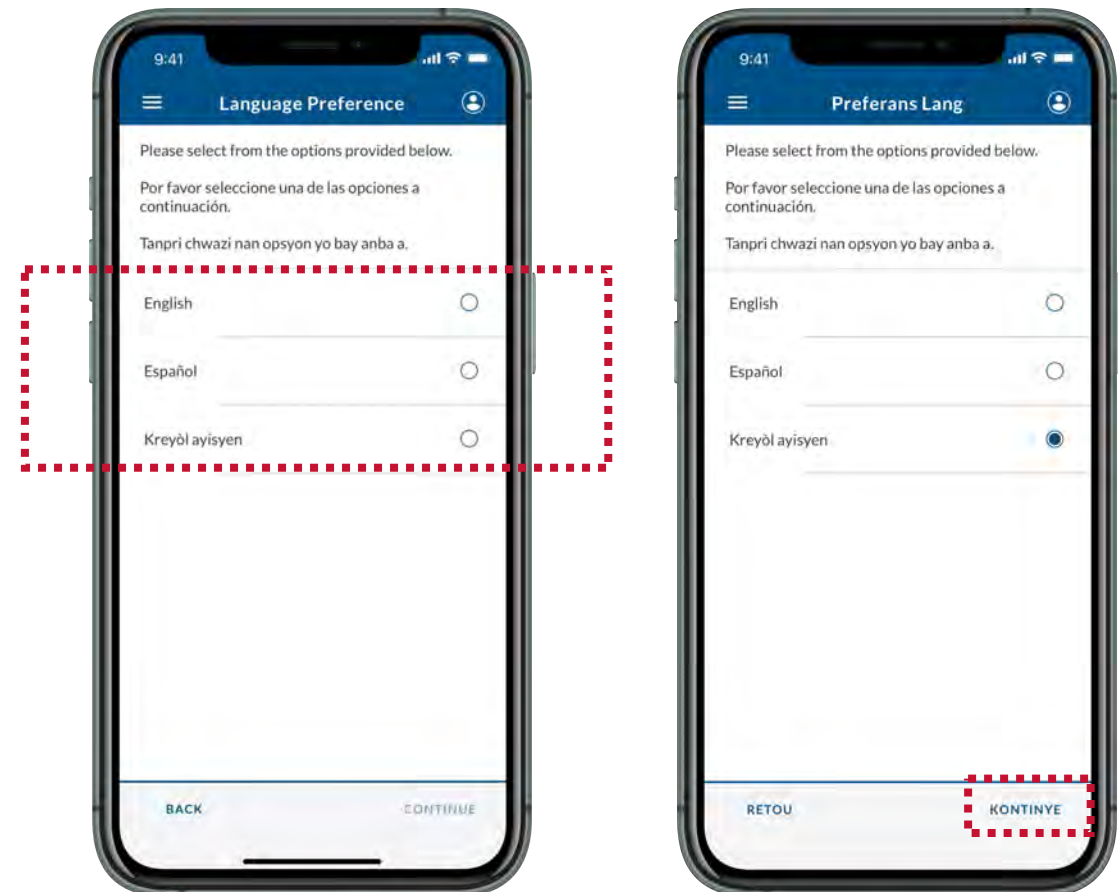 9:41
Language Preference
Please select from the options provided below.
Por favor seleccione una de las opciones a
continuación.
Tanpri chwazi nan opsyon yo bay anba a.
English
Español
Kreyòl ayisyen
BACK
CONTINUE
9:41
Preferans Lang
Please select from the options provided below.
Por favor seleccione una de las opciones a
continuación.
Tanpri chwazi nan opsyon yo bay anba a.
English
Español
Kreyòl ayisyen
RETOU
KONTINYE